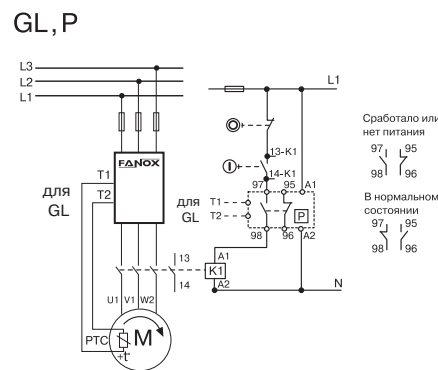 GL, P
L3
L2
L1
L1
FANOX
T1
T2
для
GL
13-K1
14-K1
97 95 A1
для
GL
T1
T2
P
98 96 A2
13
14
A1
K1
A2
N
U1 V1 W2
PTC
M
+t°
Сработало или
нет питания
97 95
98 96
В нормальном
состоянии
97 95
98 96